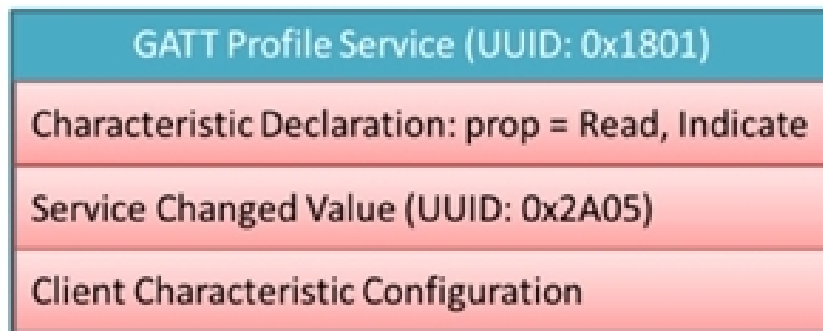 GATT Profile Service (UUID: 0x1801)
Characteristic Declaration: prop = Read, Indicate
Service Changed Value (UUID: 0x2A05)
Client Characteristic Configuration